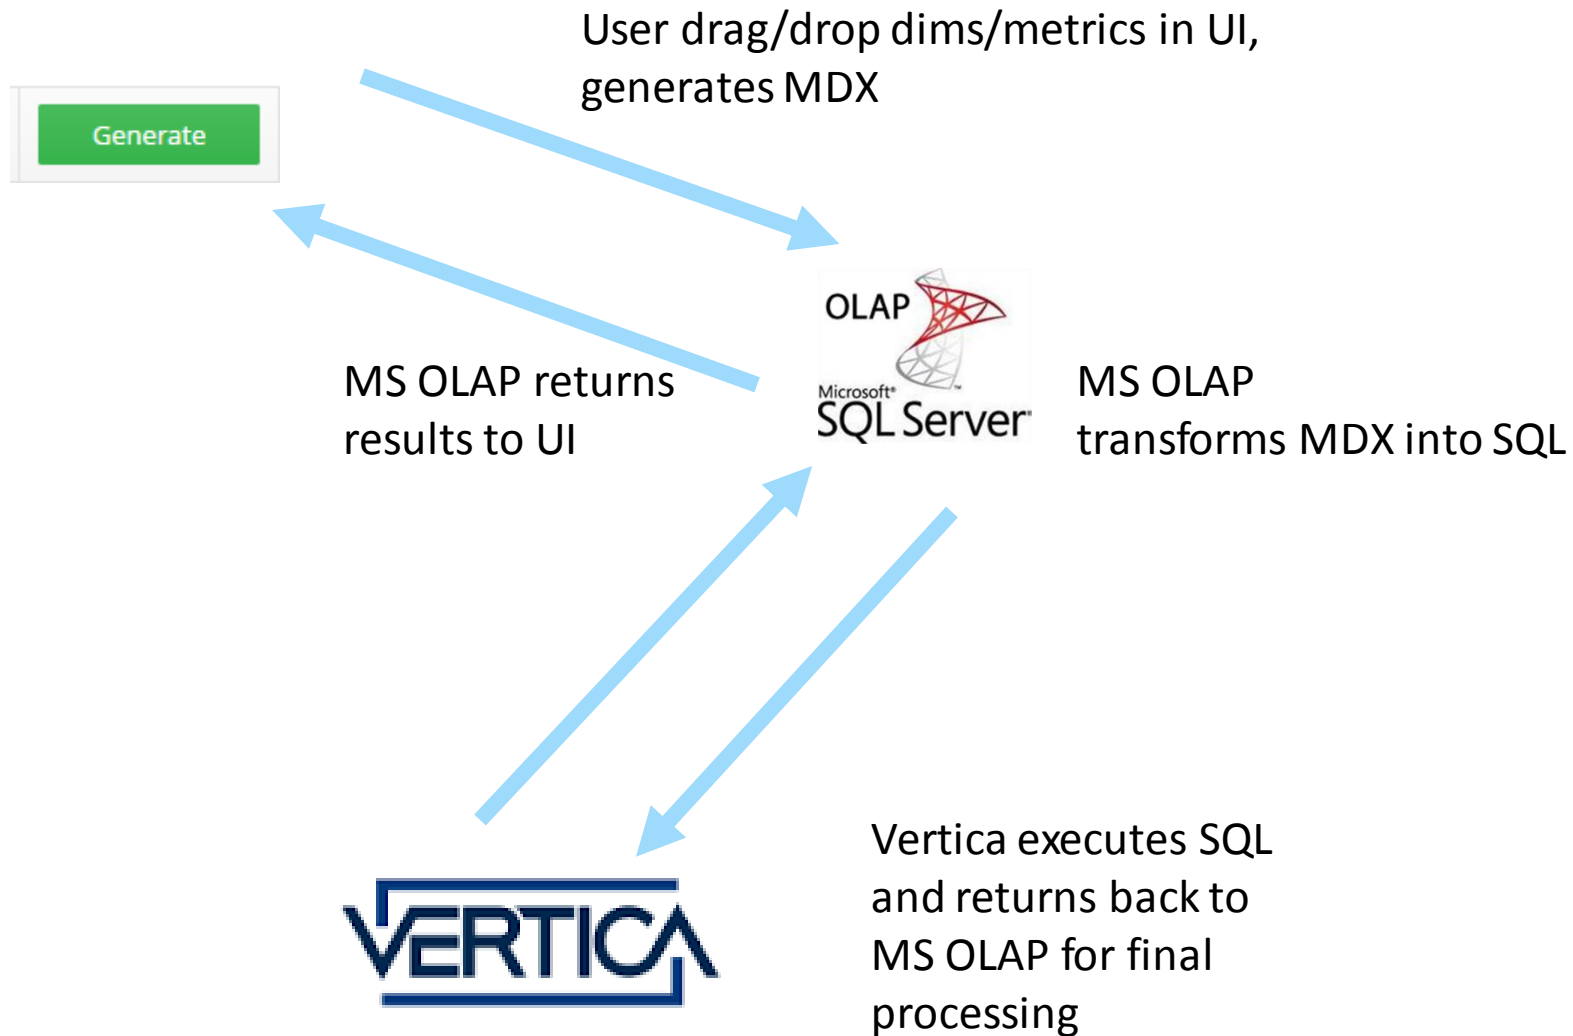 User drag/drop dims/metrics in UI,
generates MDX
Generate
OLAP
Microsoft®
SQL Server®
™
MS OLAP returns
results to UI
MS OLAP
transforms MDX into SQL
VERTICA
Vertica executes SQL
and returns back to
MS OLAP for final
processing